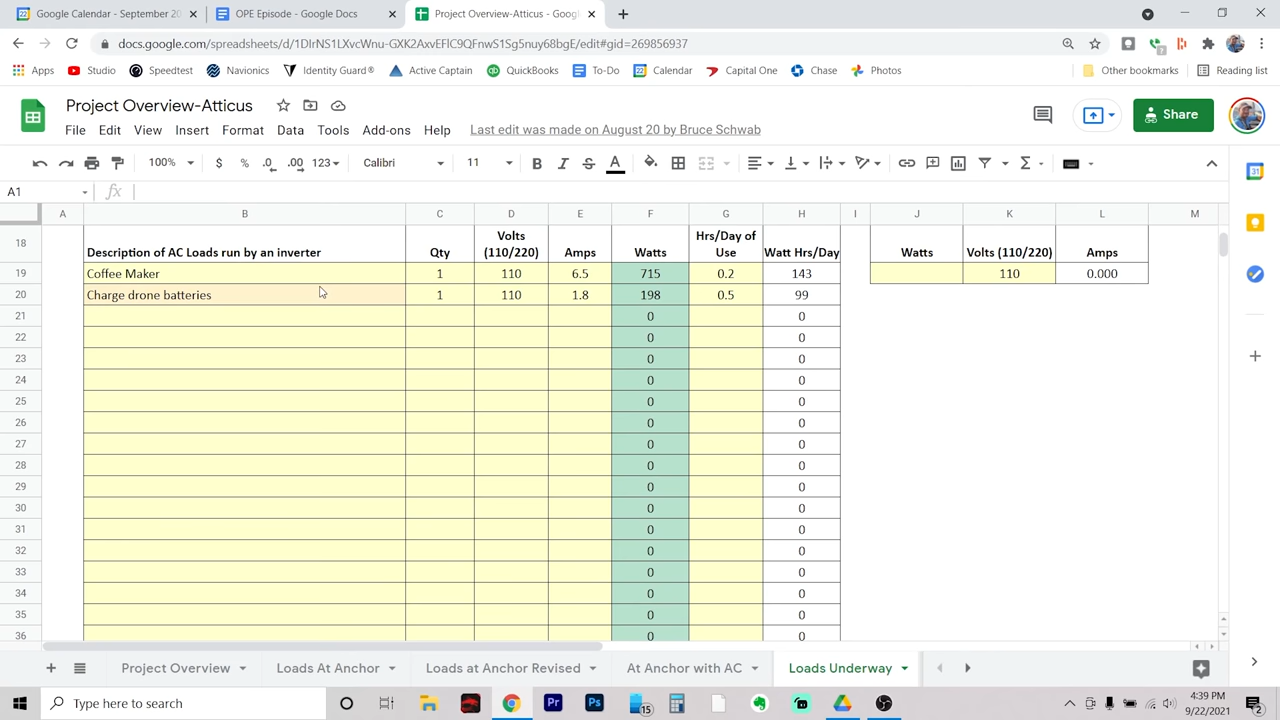 Google Calendar - September 20
OPE Episode - Google Docs
Project Overview-Atticus - Goog
docs.google.com/spreadsheets/d/1DIrNS1LXvcWnu-GXK2AxvEFIC9QFnwS1Sg5nuy68bgE/edit#gid=269856937
Apps Studio Speedtest Navionics Identity Guard® Active Captain QuickBooks To-Do Calendar Capital One Chase Photos Other bookmarks Reading list
Project Overview-Atticus
Share
File Edit View Insert Format Data Tools Add-ons Help Last edit was made on August 20 by Bruce Schwab
100% $ % .0 .00 123 Calibri 11 B I S A
A1 fx
A B C D E F G H I J K L M
18 Description of AC Loads run by an inverter Qty Volts (110/220) Amps Watts Hrs/Day of Use Watt Hrs/Day Watts Volts (110/220) Amps
19 Coffee Maker 1 110 6.5 715 0.2 143 110 0.000
20 Charge drone batteries 1 110 1.8 198 0.5 99
21 0 0
22 0 0
23 0 0
24 0 0
25 0 0
26 0 0
27 0 0
28 0 0
29 0 0
30 0 0
31 0 0
32 0 0
33 0 0
34 0 0
35 0 0
36 0 0
Project Overview Loads At Anchor Loads at Anchor Revised At Anchor with AC Loads Underway
Type here to search
15
4:39 PM
9/22/2021
2